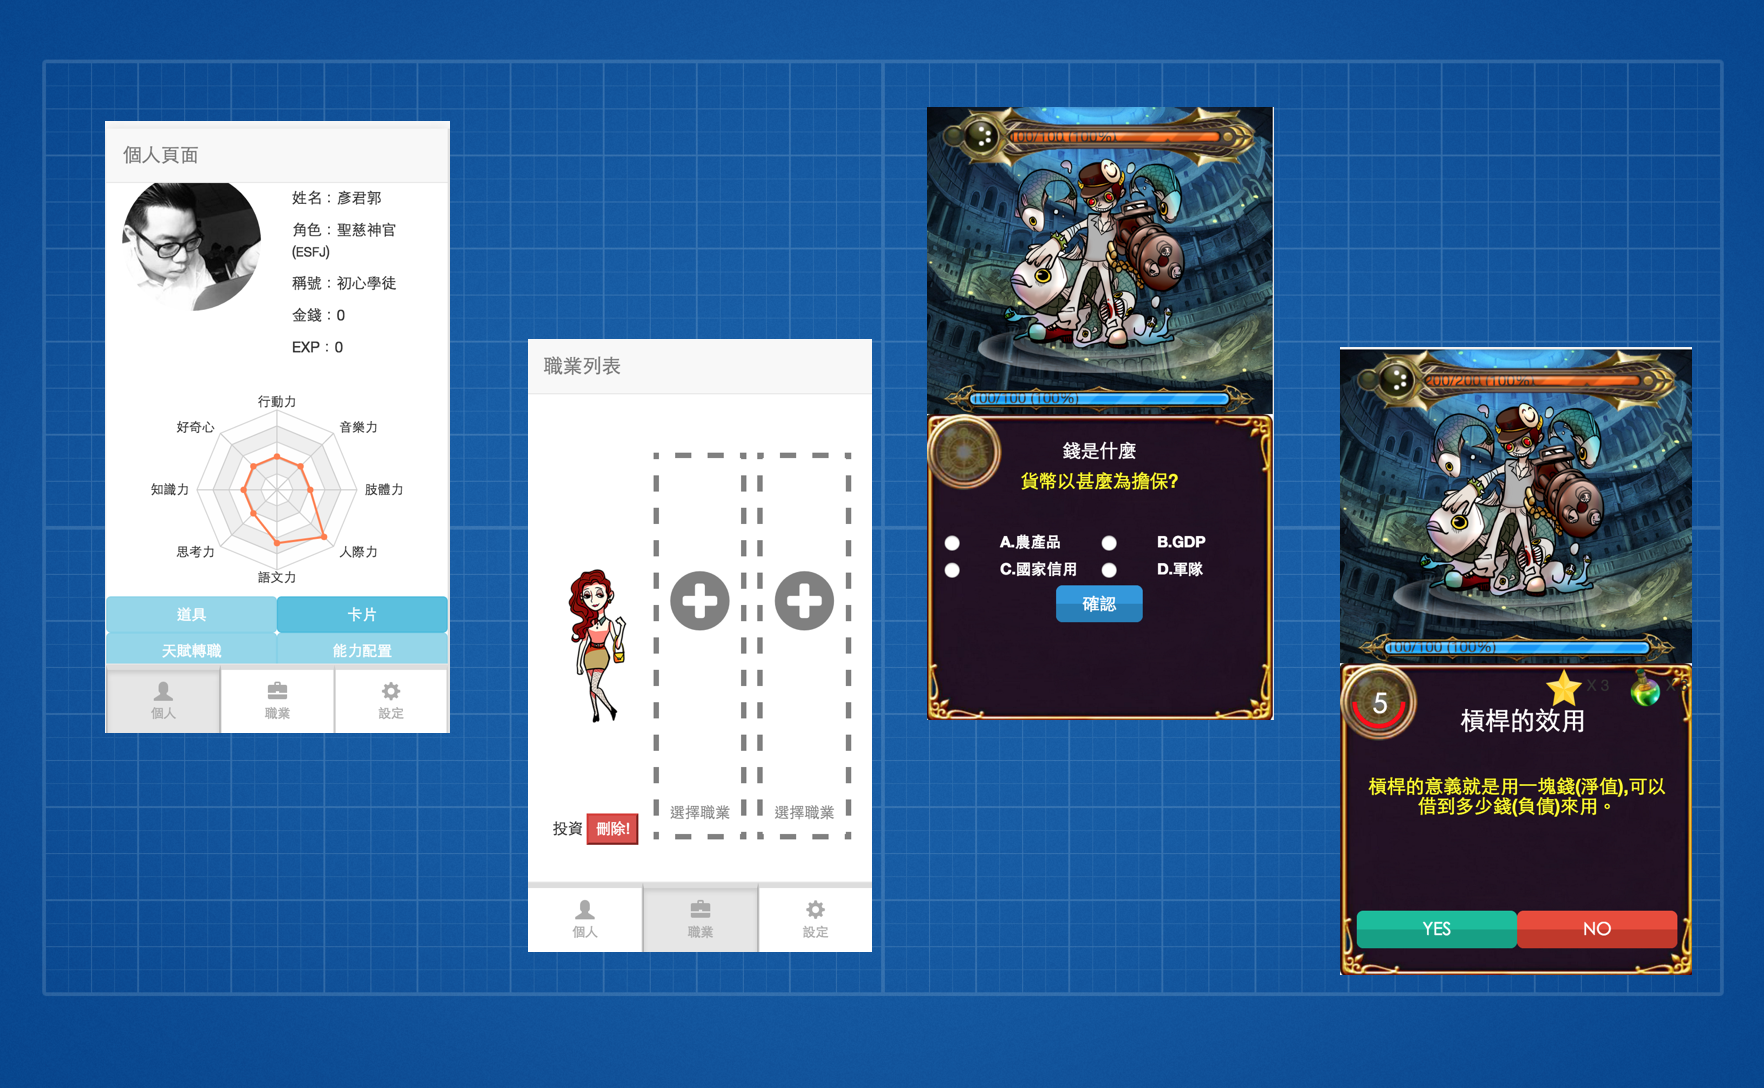 個人頁面
姓名：彥君郭
角色：聖慈神官
(ESFJ)
稱號：初心學徒
金錢：0
EXP：0
行動力
好奇心
音樂力
知識力
肢體力
思考力
人際力
語文力
道具
卡片
天賦轉職
能力配置
個人
職業
設定
職業列表
選擇職業
選擇職業
投資
刪除!
個人
職業
設定
100/100 (100%)
100/100 (100%)
錢是什麼
貨幣以甚麼為擔保?
A.農產品
B.GDP
C.國家信用
D.軍隊
確認
200/200 (100%)
100/100 (100%)
5
X 3
槓桿的效用
槓桿的意義就是用一塊錢(淨值),可以
借到多少錢(負債)來用。
YES
NO